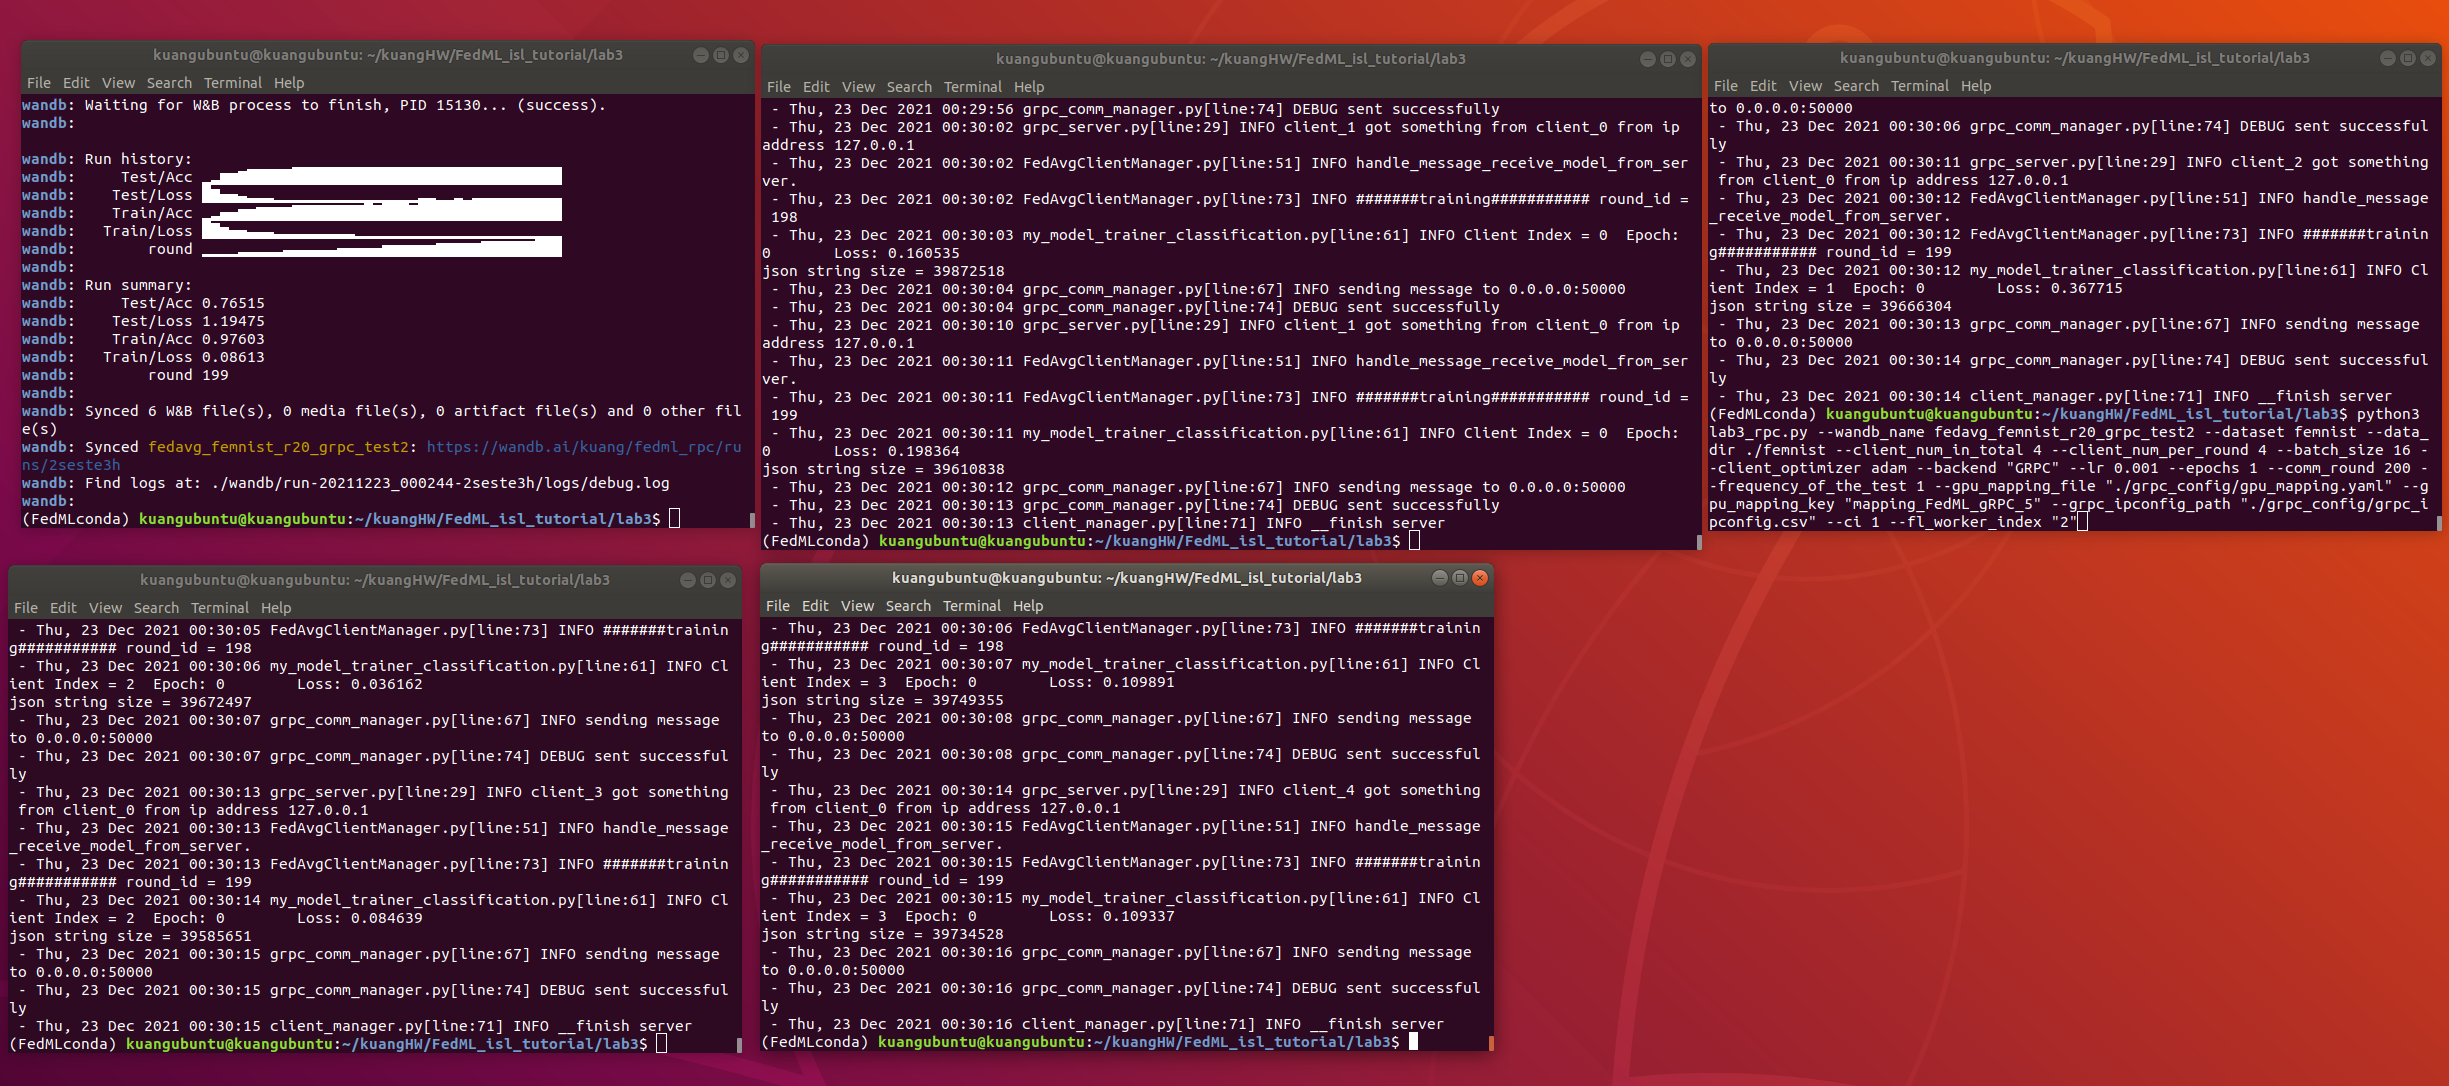 kuangubuntu@kuangubuntu: ~/kuangHW/FedML_isl_tutorial/lab3
File Edit View Search Terminal Help
wandb: Waiting for W&B process to finish, PID 15130... (success).
wandb:
wandb: Run history:
wandb:     Test/Acc
wandb:    Test/Loss
wandb:    Train/Acc
wandb:   Train/Loss
wandb:        round
wandb:
wandb: Run summary:
wandb:     Test/Acc 0.76515
wandb:    Test/Loss 1.19475
wandb:    Train/Acc 0.97603
wandb:   Train/Loss 0.08613
wandb:        round 199
wandb:
wandb: Synced 6 W&B file(s), 0 media file(s), 0 artifact file(s) and 0 other fil
e(s)
wandb: Synced fedavg_femnist_r20_grpc_test2: https://wandb.ai/kuang/fedml_rpc/ru
ns/2seste3h
wandb: Find logs at: ./wandb/run-20211223_000244-2seste3h/logs/debug.log
wandb:
(FedMLconda) kuangubuntu@kuangubuntu:~/kuangHW/FedML_isl_tutorial/lab3$
kuangubuntu@kuangubuntu: ~/kuangHW/FedML_isl_tutorial/lab3
File Edit View Search Terminal Help
 - Thu, 23 Dec 2021 00:29:56 grpc_comm_manager.py[line:74] DEBUG sent successfully
 - Thu, 23 Dec 2021 00:30:02 grpc_server.py[line:29] INFO client_1 got something from client_0 from ip
address 127.0.0.1
 - Thu, 23 Dec 2021 00:30:02 FedAvgClientManager.py[line:51] INFO handle_message_receive_model_from_ser
ver.
 - Thu, 23 Dec 2021 00:30:02 FedAvgClientManager.py[line:73] INFO #######training########### round_id =
 198
 - Thu, 23 Dec 2021 00:30:03 my_model_trainer_classification.py[line:61] INFO Client Index = 0  Epoch:
0       Loss: 0.160535
json string size = 39872518
 - Thu, 23 Dec 2021 00:30:04 grpc_comm_manager.py[line:67] INFO sending message to 0.0.0.0:50000
 - Thu, 23 Dec 2021 00:30:04 grpc_comm_manager.py[line:74] DEBUG sent successfully
 - Thu, 23 Dec 2021 00:30:10 grpc_server.py[line:29] INFO client_1 got something from client_0 from ip
address 127.0.0.1
 - Thu, 23 Dec 2021 00:30:11 FedAvgClientManager.py[line:51] INFO handle_message_receive_model_from_ser
ver.
 - Thu, 23 Dec 2021 00:30:11 FedAvgClientManager.py[line:73] INFO #######training########### round_id =
 199
 - Thu, 23 Dec 2021 00:30:11 my_model_trainer_classification.py[line:61] INFO Client Index = 0  Epoch:
0       Loss: 0.198364
json string size = 39610838
 - Thu, 23 Dec 2021 00:30:12 grpc_comm_manager.py[line:67] INFO sending message to 0.0.0.0:50000
 - Thu, 23 Dec 2021 00:30:13 grpc_comm_manager.py[line:74] DEBUG sent successfully
 - Thu, 23 Dec 2021 00:30:13 client_manager.py[line:71] INFO __finish server
(FedMLconda) kuangubuntu@kuangubuntu:~/kuangHW/FedML_isl_tutorial/lab3$
kuangubuntu@kuangubuntu: ~/kuangHW/FedML_isl_tutorial/lab3
File Edit View Search Terminal Help
to 0.0.0.0:50000
 - Thu, 23 Dec 2021 00:30:06 grpc_comm_manager.py[line:74] DEBUG sent successful
ly
 - Thu, 23 Dec 2021 00:30:11 grpc_server.py[line:29] INFO client_2 got something
 from client_0 from ip address 127.0.0.1
 - Thu, 23 Dec 2021 00:30:12 FedAvgClientManager.py[line:51] INFO handle_message
_receive_model_from_server.
 - Thu, 23 Dec 2021 00:30:12 FedAvgClientManager.py[line:73] INFO #######trainin
g########### round_id = 199
 - Thu, 23 Dec 2021 00:30:12 my_model_trainer_classification.py[line:61] INFO Cl
ient Index = 1  Epoch: 0        Loss: 0.367715
json string size = 39666304
 - Thu, 23 Dec 2021 00:30:13 grpc_comm_manager.py[line:67] INFO sending message
to 0.0.0.0:50000
 - Thu, 23 Dec 2021 00:30:14 grpc_comm_manager.py[line:74] DEBUG sent successful
ly
 - Thu, 23 Dec 2021 00:30:14 client_manager.py[line:71] INFO __finish server
(FedMLconda) kuangubuntu@kuangubuntu:~/kuangHW/FedML_isl_tutorial/lab3$ python3
lab3_rpc.py --wandb_name fedavg_femnist_r20_grpc_test2 --dataset femnist --data_
dir ./femnist --client_num_in_total 4 --client_num_per_round 4 --batch_size 16 -
-client_optimizer adam --backend "GRPC" --lr 0.001 --epochs 1 --comm_round 200 -
-frequency_of_the_test 1 --gpu_mapping_file "./grpc_config/gpu_mapping.yaml" --g
pu_mapping_key "mapping_FedML_gRPC_5" --grpc_ipconfig_path "./grpc_config/grpc_i
pconfig.csv" --ci 1 --fl_worker_index "2"
kuangubuntu@kuangubuntu: ~/kuangHW/FedML_isl_tutorial/lab3
File Edit View Search Terminal Help
 - Thu, 23 Dec 2021 00:30:05 FedAvgClientManager.py[line:73] INFO #######trainin
g########### round_id = 198
 - Thu, 23 Dec 2021 00:30:06 my_model_trainer_classification.py[line:61] INFO Cl
ient Index = 2  Epoch: 0        Loss: 0.036162
json string size = 39672497
 - Thu, 23 Dec 2021 00:30:07 grpc_comm_manager.py[line:67] INFO sending message
to 0.0.0.0:50000
 - Thu, 23 Dec 2021 00:30:07 grpc_comm_manager.py[line:74] DEBUG sent successful
ly
 - Thu, 23 Dec 2021 00:30:13 grpc_server.py[line:29] INFO client_3 got something
 from client_0 from ip address 127.0.0.1
 - Thu, 23 Dec 2021 00:30:13 FedAvgClientManager.py[line:51] INFO handle_message
_receive_model_from_server.
 - Thu, 23 Dec 2021 00:30:13 FedAvgClientManager.py[line:73] INFO #######trainin
g########### round_id = 199
 - Thu, 23 Dec 2021 00:30:14 my_model_trainer_classification.py[line:61] INFO Cl
ient Index = 2  Epoch: 0        Loss: 0.084639
json string size = 39585651
 - Thu, 23 Dec 2021 00:30:15 grpc_comm_manager.py[line:67] INFO sending message
to 0.0.0.0:50000
 - Thu, 23 Dec 2021 00:30:15 grpc_comm_manager.py[line:74] DEBUG sent successful
ly
 - Thu, 23 Dec 2021 00:30:15 client_manager.py[line:71] INFO __finish server
(FedMLconda) kuangubuntu@kuangubuntu:~/kuangHW/FedML_isl_tutorial/lab3$
kuangubuntu@kuangubuntu: ~/kuangHW/FedML_isl_tutorial/lab3
File Edit View Search Terminal Help
 - Thu, 23 Dec 2021 00:30:06 FedAvgClientManager.py[line:73] INFO #######trainin
g########### round_id = 198
 - Thu, 23 Dec 2021 00:30:07 my_model_trainer_classification.py[line:61] INFO Cl
ient Index = 3  Epoch: 0        Loss: 0.109891
json string size = 39749355
 - Thu, 23 Dec 2021 00:30:08 grpc_comm_manager.py[line:67] INFO sending message
to 0.0.0.0:50000
 - Thu, 23 Dec 2021 00:30:08 grpc_comm_manager.py[line:74] DEBUG sent successful
ly
 - Thu, 23 Dec 2021 00:30:14 grpc_server.py[line:29] INFO client_4 got something
 from client_0 from ip address 127.0.0.1
 - Thu, 23 Dec 2021 00:30:15 FedAvgClientManager.py[line:51] INFO handle_message
_receive_model_from_server.
 - Thu, 23 Dec 2021 00:30:15 FedAvgClientManager.py[line:73] INFO #######trainin
g########### round_id = 199
 - Thu, 23 Dec 2021 00:30:15 my_model_trainer_classification.py[line:61] INFO Cl
ient Index = 3  Epoch: 0        Loss: 0.109337
json string size = 39734528
 - Thu, 23 Dec 2021 00:30:16 grpc_comm_manager.py[line:67] INFO sending message
to 0.0.0.0:50000
 - Thu, 23 Dec 2021 00:30:16 grpc_comm_manager.py[line:74] DEBUG sent successful
ly
 - Thu, 23 Dec 2021 00:30:16 client_manager.py[line:71] INFO __finish server
(FedMLconda) kuangubuntu@kuangubuntu:~/kuangHW/FedML_isl_tutorial/lab3$